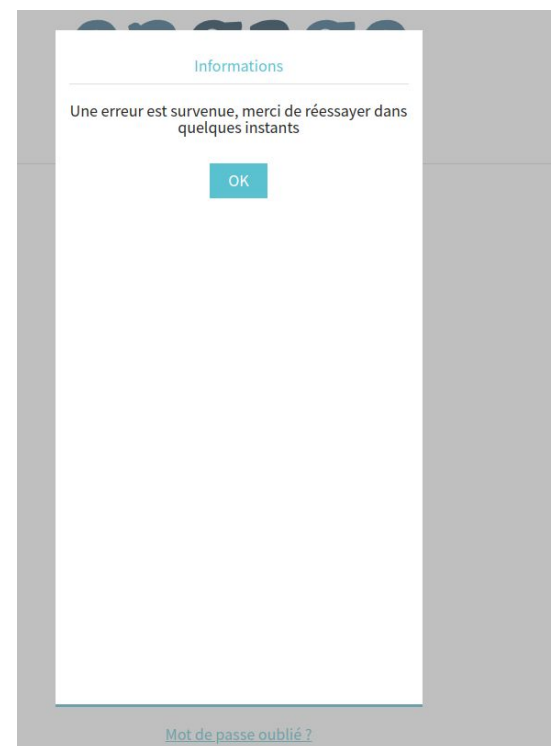 Informations
Une erreur est survenue, merci de réessayer dans
quelques instants
OK
Mot de passe oublié ?